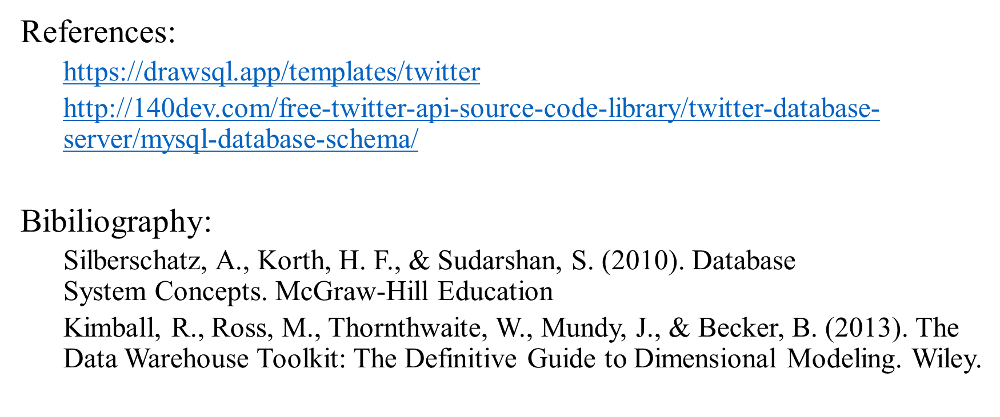 References:
https://drawsql.app/templates/twitter
http://140dev.com/free-twitter-api-source-code-library/twitter-database-
server/mysql-database-schema/
Bibiliography:
Silberschatz, A., Korth, H. F., & Sudarshan, S. (2010). Database
System Concepts. McGraw-Hill Education
Kimball, R., Ross, M., Thornthwaite, W., Mundy, J., & Becker, B. (2013). The
Data Warehouse Toolkit: The Definitive Guide to Dimensional Modeling. Wiley.